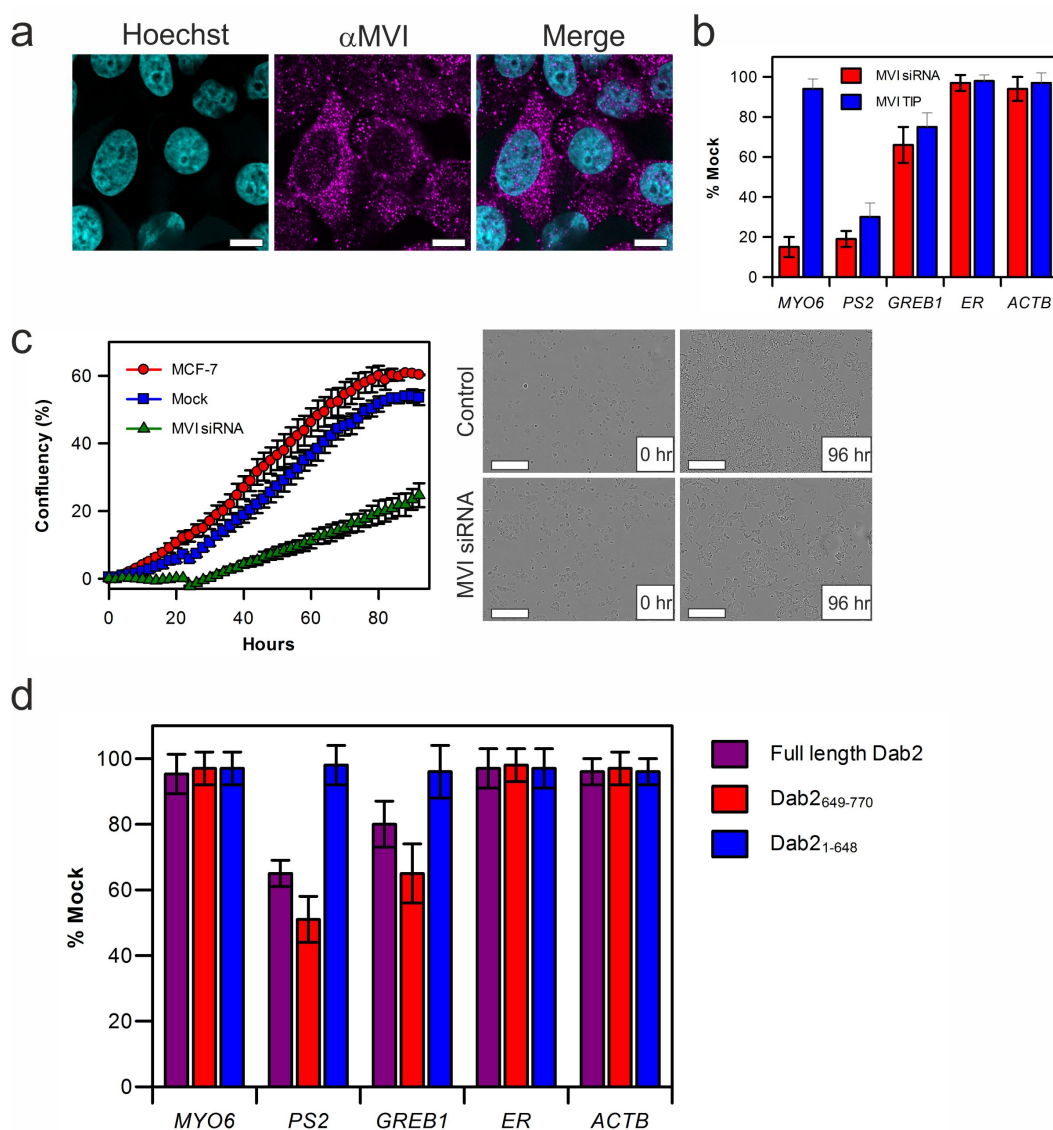 a
Hoechst
αMVI
Merge
b
% Mock
100
80
60
40
20
0
MVI siRNA
MVI TIP
MYO6
PS2
GREB1
ER
ACTB
c
Confluency (%)
60
40
20
0
MCF-7
Mock
MVI siRNA
0
20
40
60
80
Hours
Control
0 hr
96 hr
MVI siRNA
0 hr
96 hr
d
% Mock
100
80
60
40
20
0
MYO6
PS2
GREB1
ER
ACTB
Full length Dab2
Dab2649-770
Dab21-648